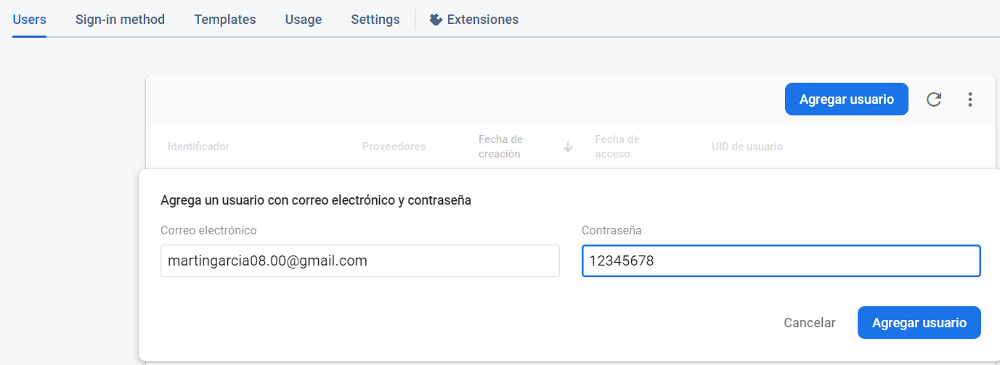 Users Sign-in method Templates Usage Settings Extensiones
Agregar usuario
Identificador Proveedores Fecha de creación Fecha de acceso UID de usuario
Agrega un usuario con correo electrónico y contraseña
Correo electrónico Contraseña
martingarcia08.00@gmail.com 12345678
Cancelar Agregar usuario